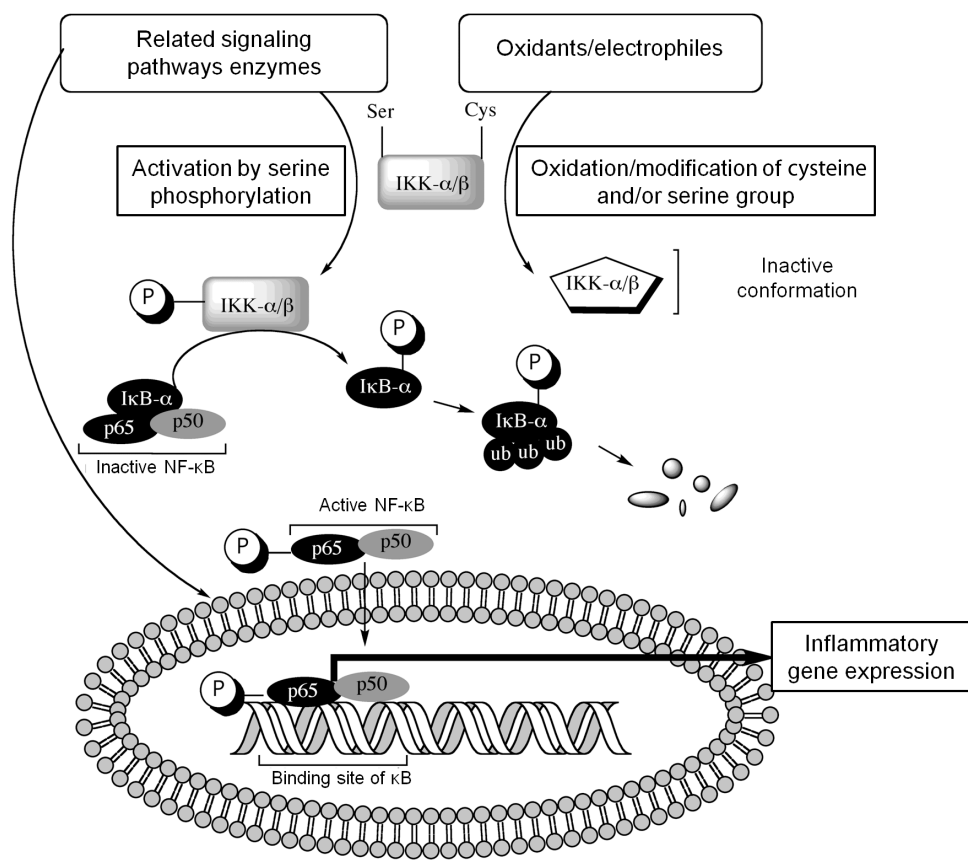 Related signaling
pathways enzymes
Oxidants/electrophiles
Ser
Cys
IKK-α/β
Activation by serine
phosphorylation
Oxidation/modification of cysteine
and/or serine group
P
IKK-α/β
IKK-α/β
Inactive
conformation
P
IκB-α
P
IκB-α
ub ub ub
IκB-α
p65 p50
Inactive NF-κB
Active NF-κB
P
p65 p50
Inflammatory
gene expression
P
p65 p50
Binding site of κB